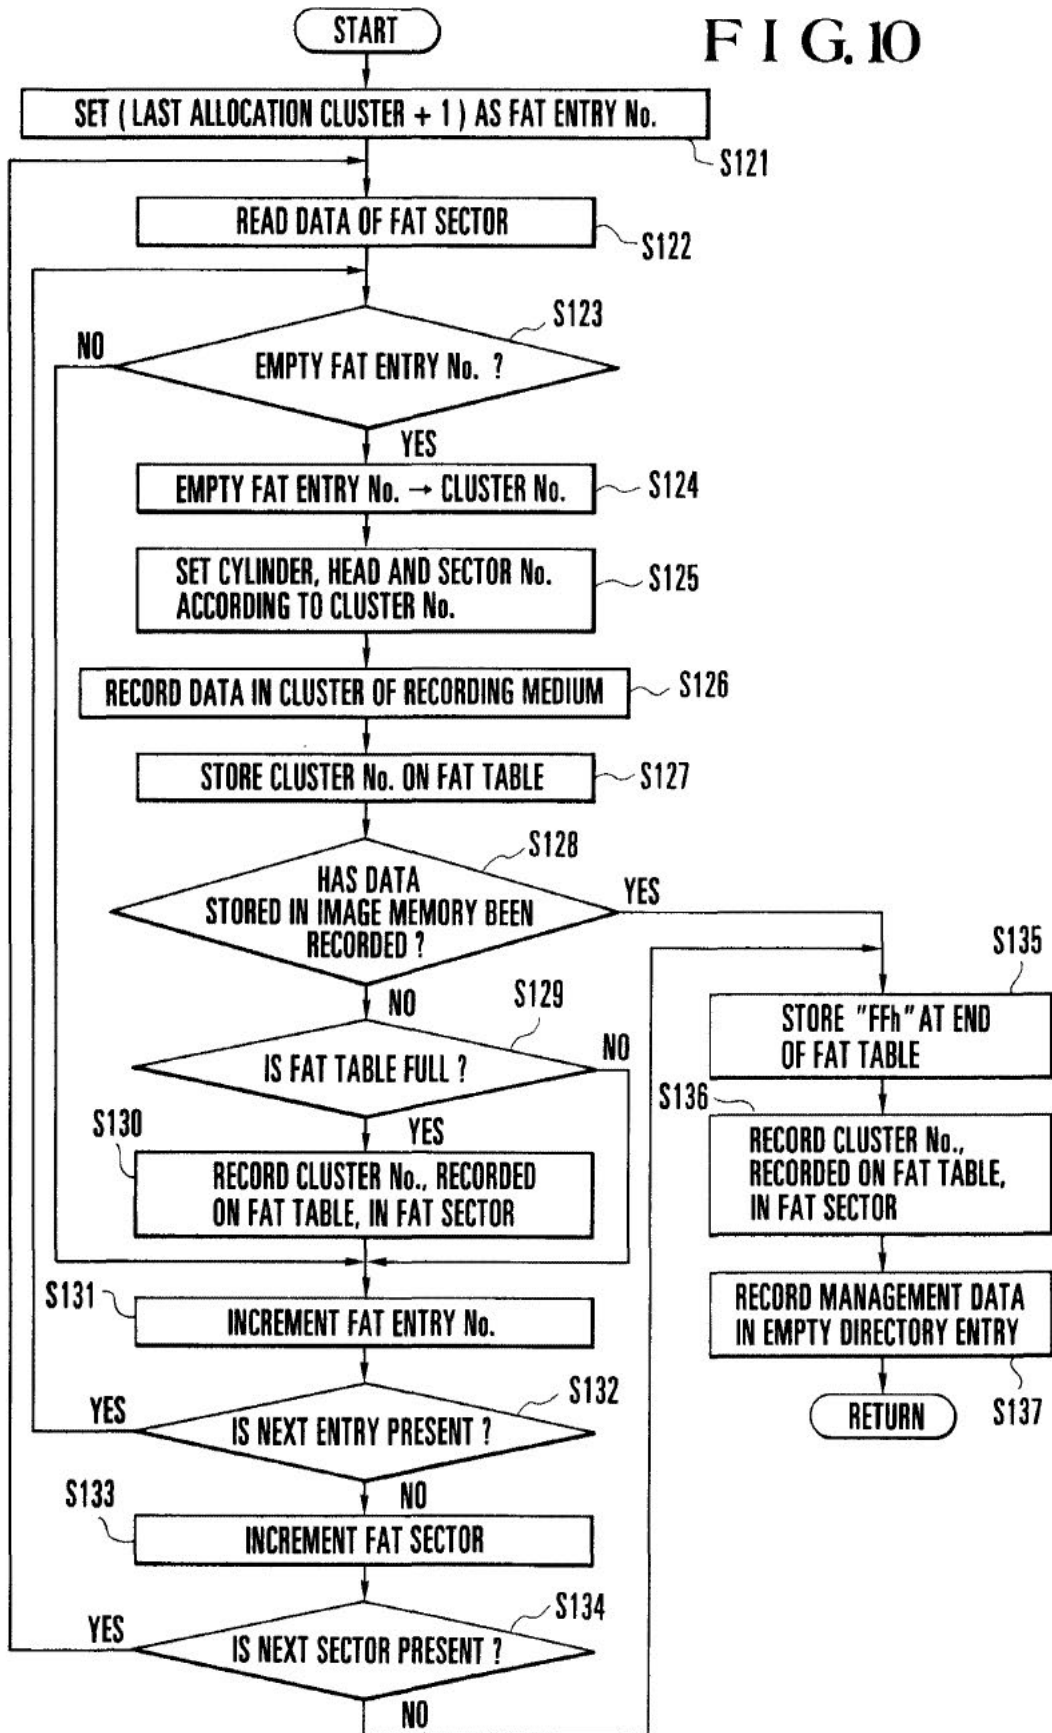 START
FIG.10
SET (LAST ALLOCATION CLUSTER + 1) AS FAT ENTRY No.
S121
READ DATA OF FAT SECTOR
S122
S123
NO
EMPTY FAT ENTRY No. ?
YES
EMPTY FAT ENTRY No. → CLUSTER No.
S124
SET CYLINDER, HEAD AND SECTOR No.
ACCORDING TO CLUSTER No.
S125
RECORD DATA IN CLUSTER OF RECORDING MEDIUM
S126
STORE CLUSTER No. ON FAT TABLE
S127
S128
HAS DATA
STORED IN IMAGE MEMORY BEEN
RECORDED ?
YES
NO
S129
IS FAT TABLE FULL ?
NO
YES
S130
RECORD CLUSTER No., RECORDED
ON FAT TABLE, IN FAT SECTOR
S131
INCREMENT FAT ENTRY No.
S132
YES
IS NEXT ENTRY PRESENT ?
NO
S133
INCREMENT FAT SECTOR
S134
YES
IS NEXT SECTOR PRESENT ?
NO
S135
STORE "FFh" AT END
OF FAT TABLE
S136
RECORD CLUSTER No.,
RECORDED ON FAT TABLE,
IN FAT SECTOR
RECORD MANAGEMENT DATA
IN EMPTY DIRECTORY ENTRY
S137
RETURN